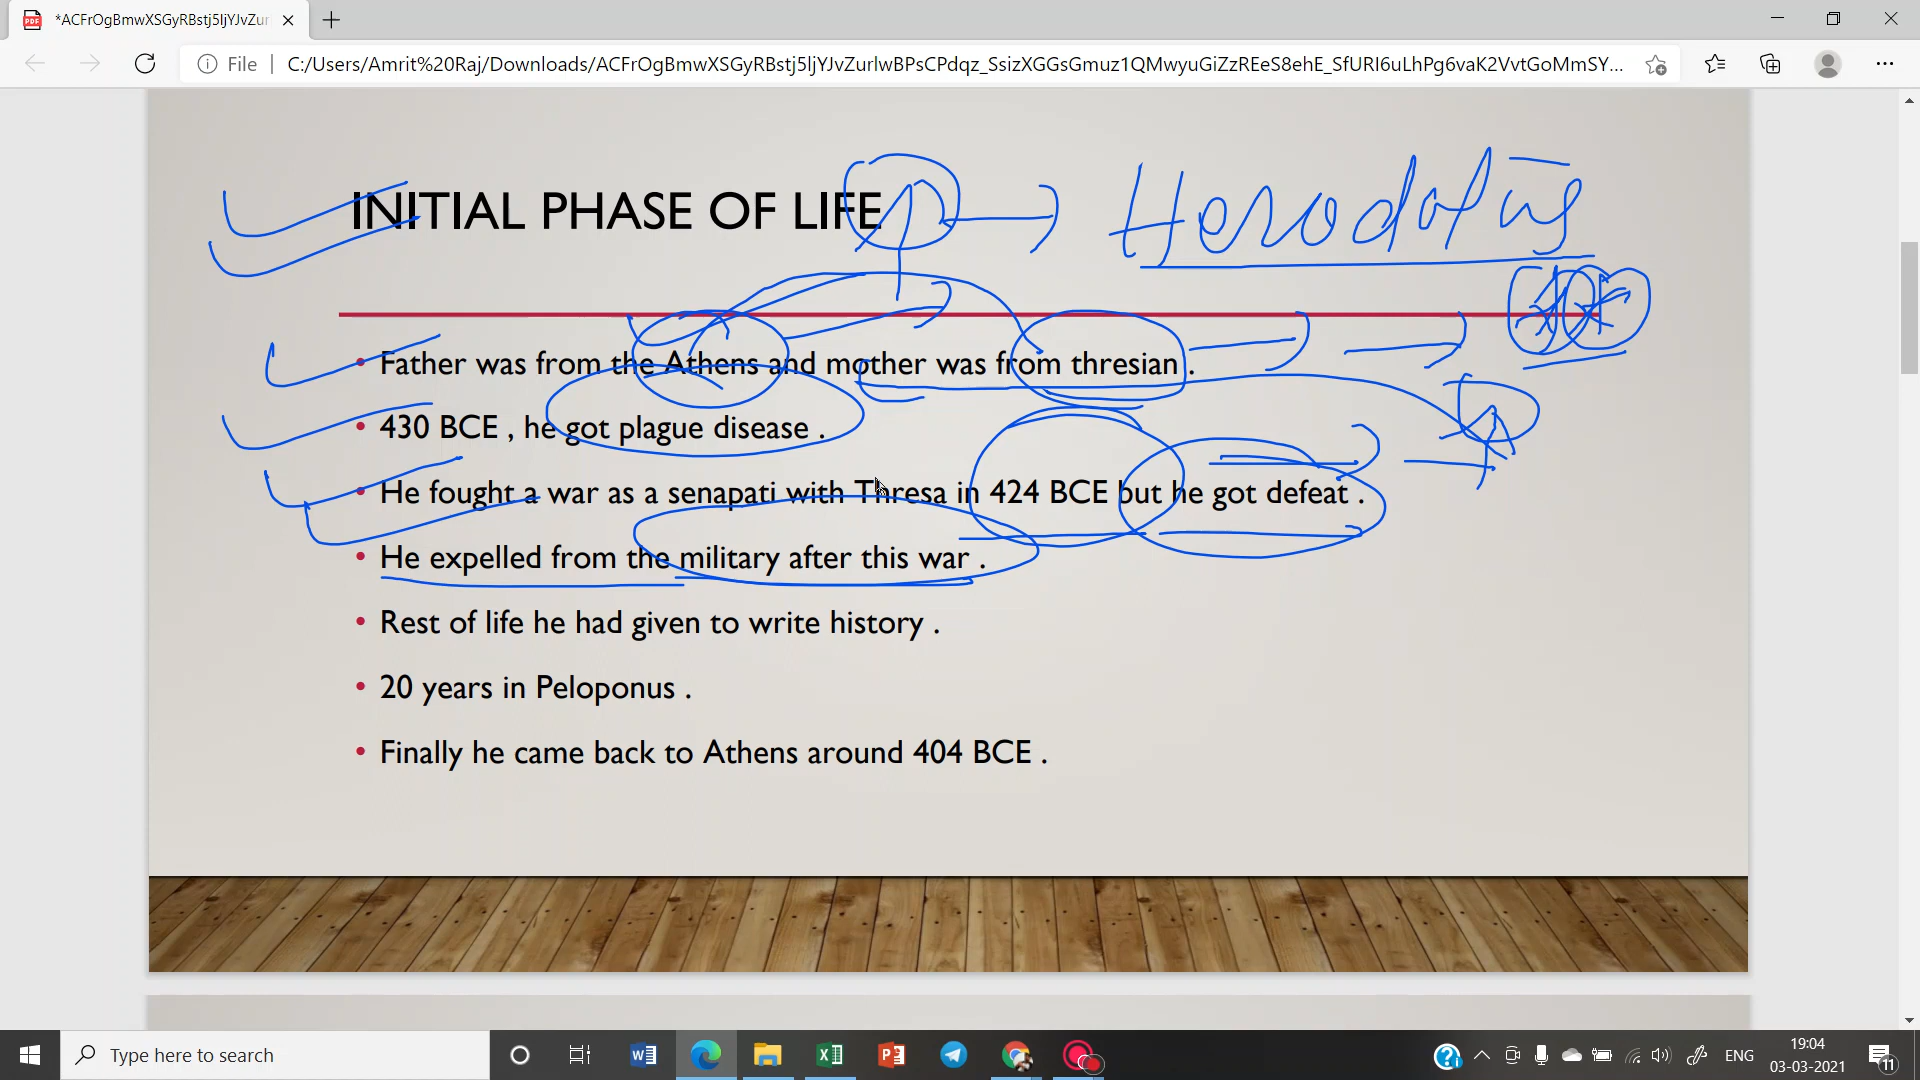 *ACFrOgBmwXSGyRBstj5ljYJvZur
File
C:/Users/Amrit%20Raj/Downloads/ACFrOgBmwXSGyRBstj5ljYJvZurlwBPsCPdqz_SsizXGGsGmuz1QMwyuGiZzREeS8ehE_SfURI6uLhPg6vaK2VvtGoMmSY...
INITIAL PHASE OF LIFE
Herodotus
• Father was from the Athens and mother was from thresian .
• 430 BCE , he got plague disease .
• He fought a war as a senapati with Thresa in 424 BCE but he got defeat .
• He expelled from the military after this war .
• Rest of life he had given to write history .
• 20 years in Peloponus .
• Finally he came back to Athens around 404 BCE .
Type here to search
ENG
19:04
03-03-2021
11